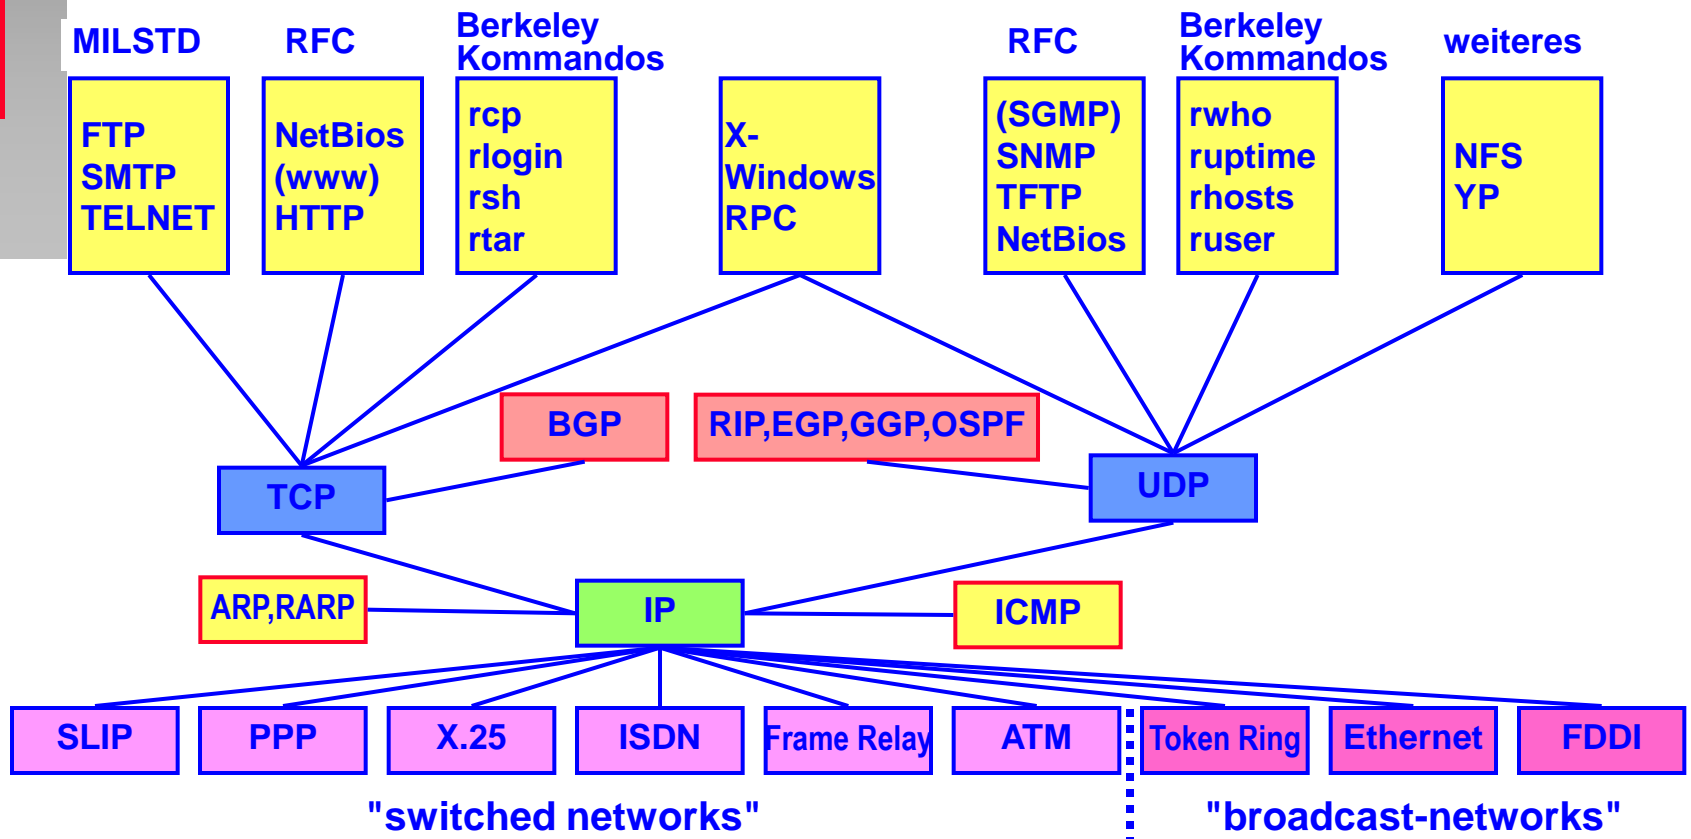 MILSTD
RFC
Berkeley
Kommandos
RFC
Berkeley
Kommandos
weiteres
FTP
SMTP
TELNET
NetBios
(www)
HTTP
rcp
rlogin
rsh
rtar
X-
Windows
RPC
(SGMP)
SNMP
TFTP
NetBios
rwho
ruptime
rhosts
ruser
NFS
YP
BGP
RIP,EGP,GGP,OSPF
TCP
UDP
ARP,RARP
IP
ICMP
SLIP
PPP
X.25
ISDN
Frame Relay
ATM
Token Ring
Ethernet
FDDI
"switched networks"
"broadcast-networks"